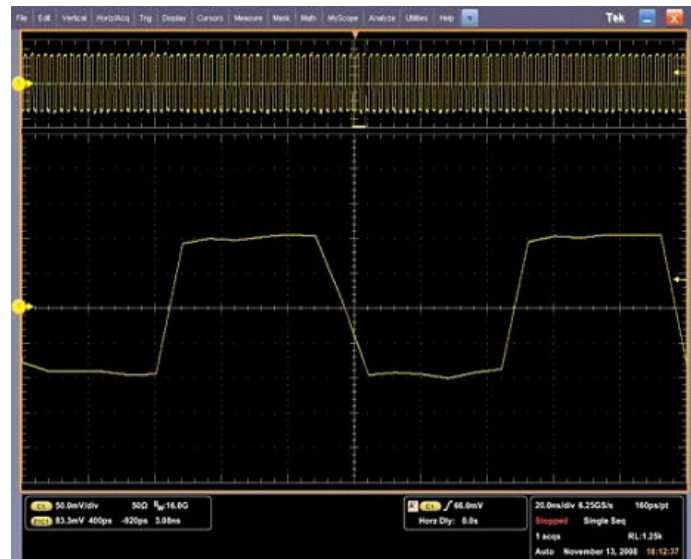 File Edit Vertical Horiz/Acq Trig Display Cursors Measure Mask Math MyScope Analyze Utilities Help Tek
C1 50.0mV/div 50Ω BW:16.0G
Z1C1 83.3mV 400ps -920ps 3.08ns
A' C1 66.0mV
Horz Dly: 0.0s
20.0ns/div 6.25GS/s 160ps/pt
Stopped Single Seq
1 acqs RL:1.25k
Auto November 13, 2008 18:12:37